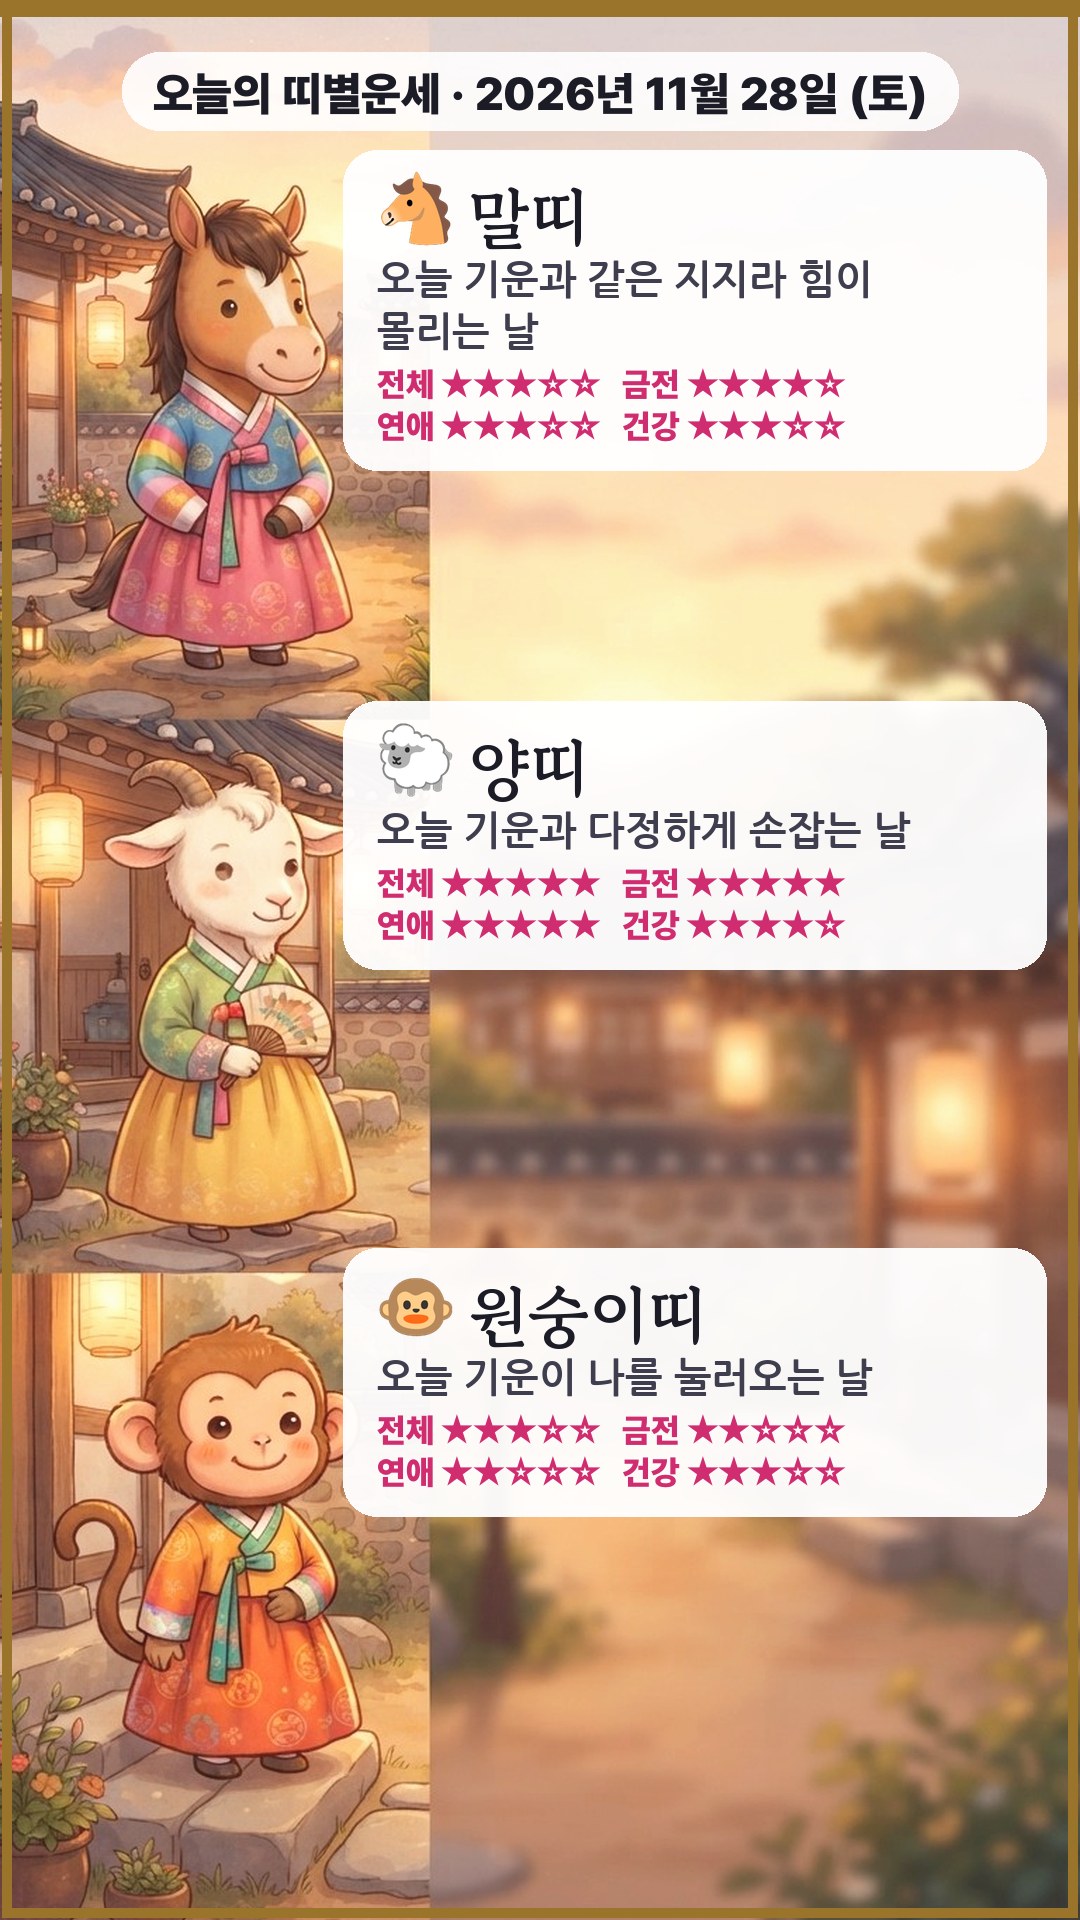 오늘의 띠별운세 · 2026년 11월 28일 (토)
말띠
오늘 기운과 같은 지지라 힘이
몰리는 날
전체 ★★★☆☆ 금전 ★★★★☆
연애 ★★★☆☆ 건강 ★★★☆☆
양띠
오늘 기운과 다정하게 손잡는 날
전체 ★★★★★ 금전 ★★★★★
연애 ★★★★★ 건강 ★★★★☆
원숭이띠
오늘 기운이 나를 눌러오는 날
전체 ★★★☆☆ 금전 ★★☆☆☆
연애 ★★☆☆☆ 건강 ★★★☆☆